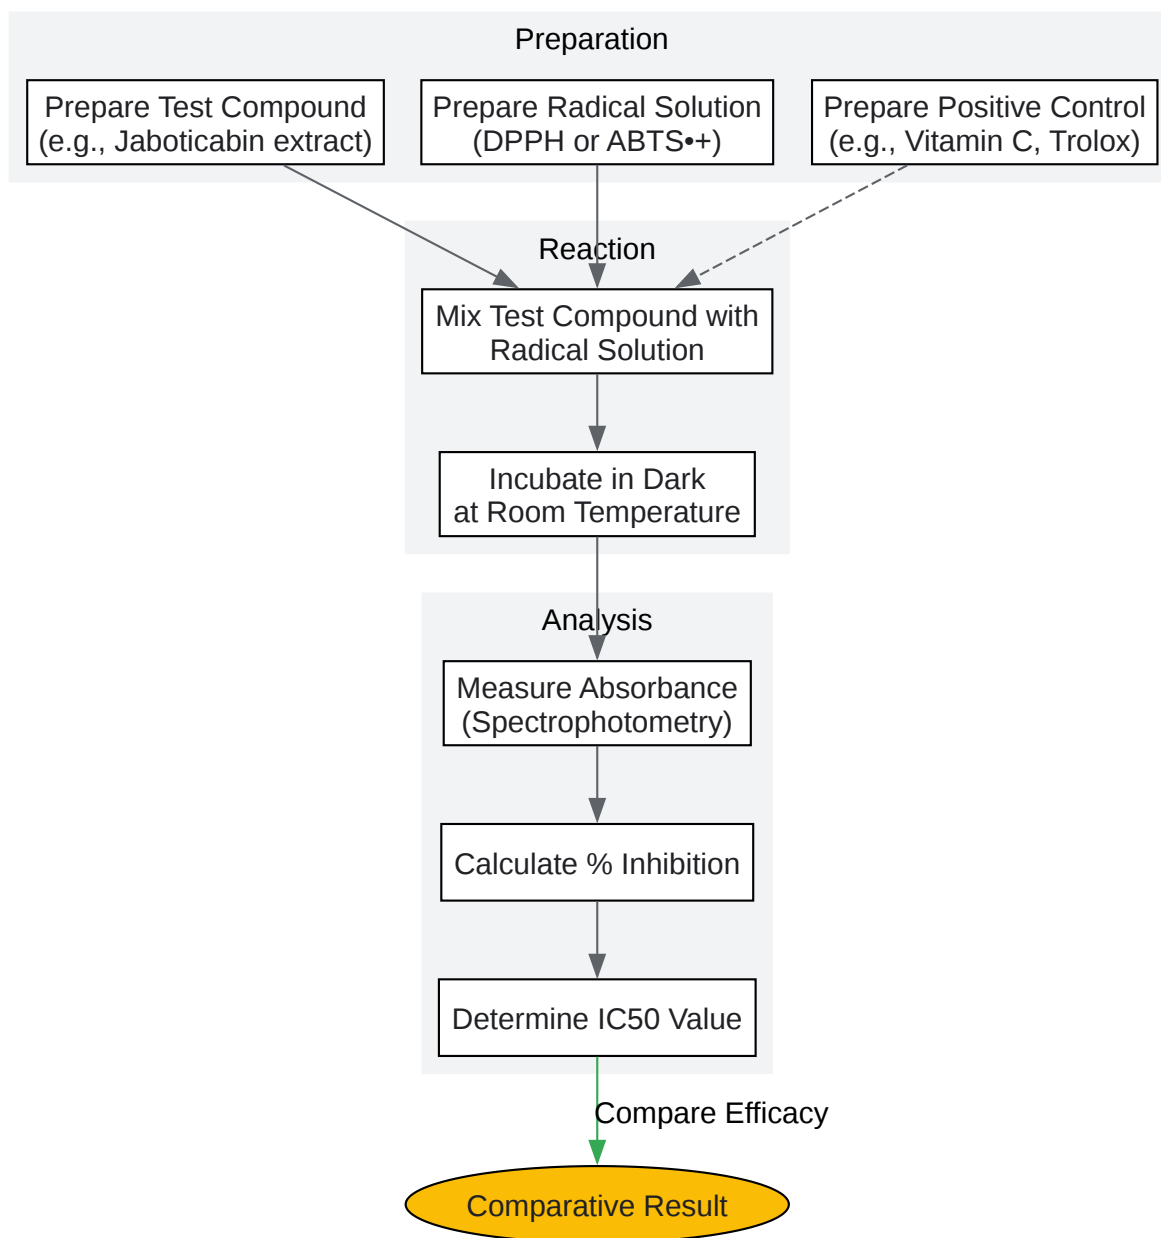 Preparation
Prepare Test Compound
(e.g., Jaboticabin extract)
Prepare Radical Solution
(DPPH or ABTS•+)
Prepare Positive Control
(e.g., Vitamin C, Trolox)
Reaction
Mix Test Compound with
Radical Solution
Incubate in Dark
at Room Temperature
Analysis
Measure Absorbance
(Spectrophotometry)
Calculate % Inhibition
Determine IC50 Value
Compare Efficacy
Comparative Result